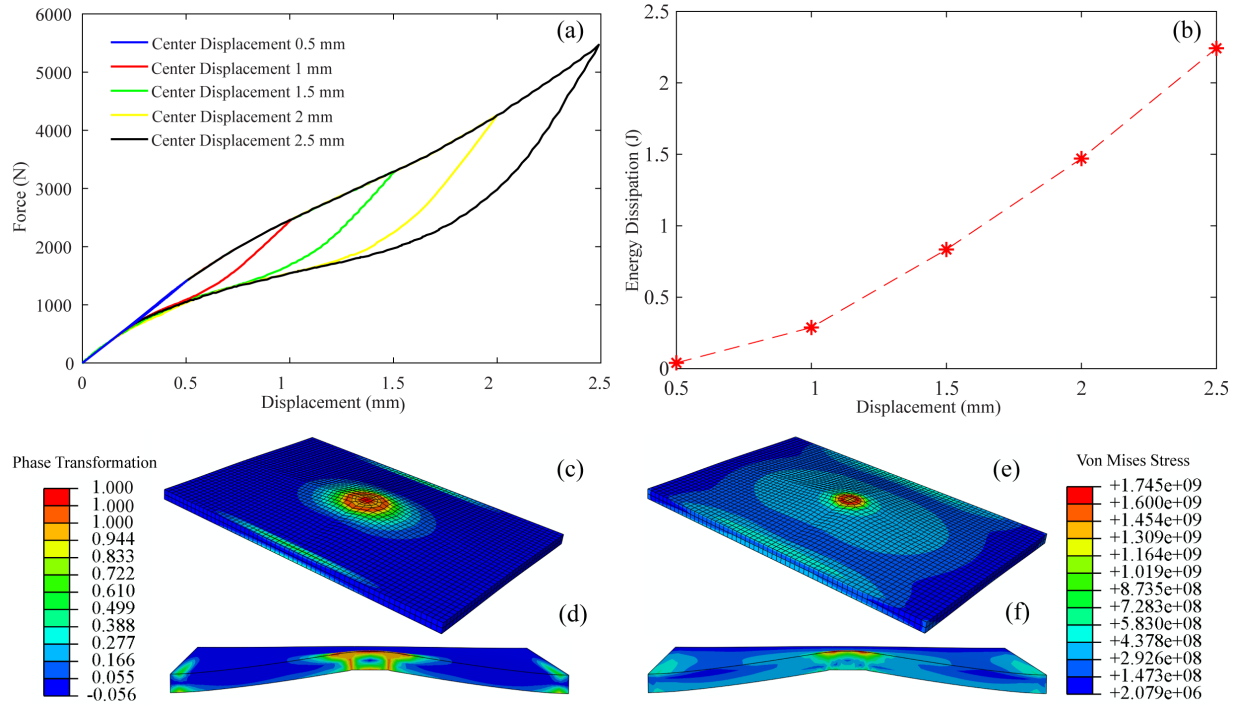 6000
5000
4000
3000
2000
1000
0
Force (N)
(a)
Center Displacement 0.5 mm
Center Displacement 1 mm
Center Displacement 1.5 mm
Center Displacement 2 mm
Center Displacement 2.5 mm
0 0.5 1 1.5 2 2.5
Displacement (mm)
2.5
2
1.5
1
0.5
0
Energy Dissipation (J)
(b)
0.5 1 1.5 2 2.5
Displacement (mm)
Phase Transformation
1.000
1.000
1.000
0.944
0.833
0.722
0.610
0.499
0.388
0.277
0.166
0.055
-0.056
(c)
(d)
(e)
(f)
Von Mises Stress
+1.745e+09
+1.600e+09
+1.454e+09
+1.309e+09
+1.164e+09
+1.019e+09
+8.735e+08
+7.283e+08
+5.830e+08
+4.378e+08
+2.926e+08
+1.473e+08
+2.079e+06